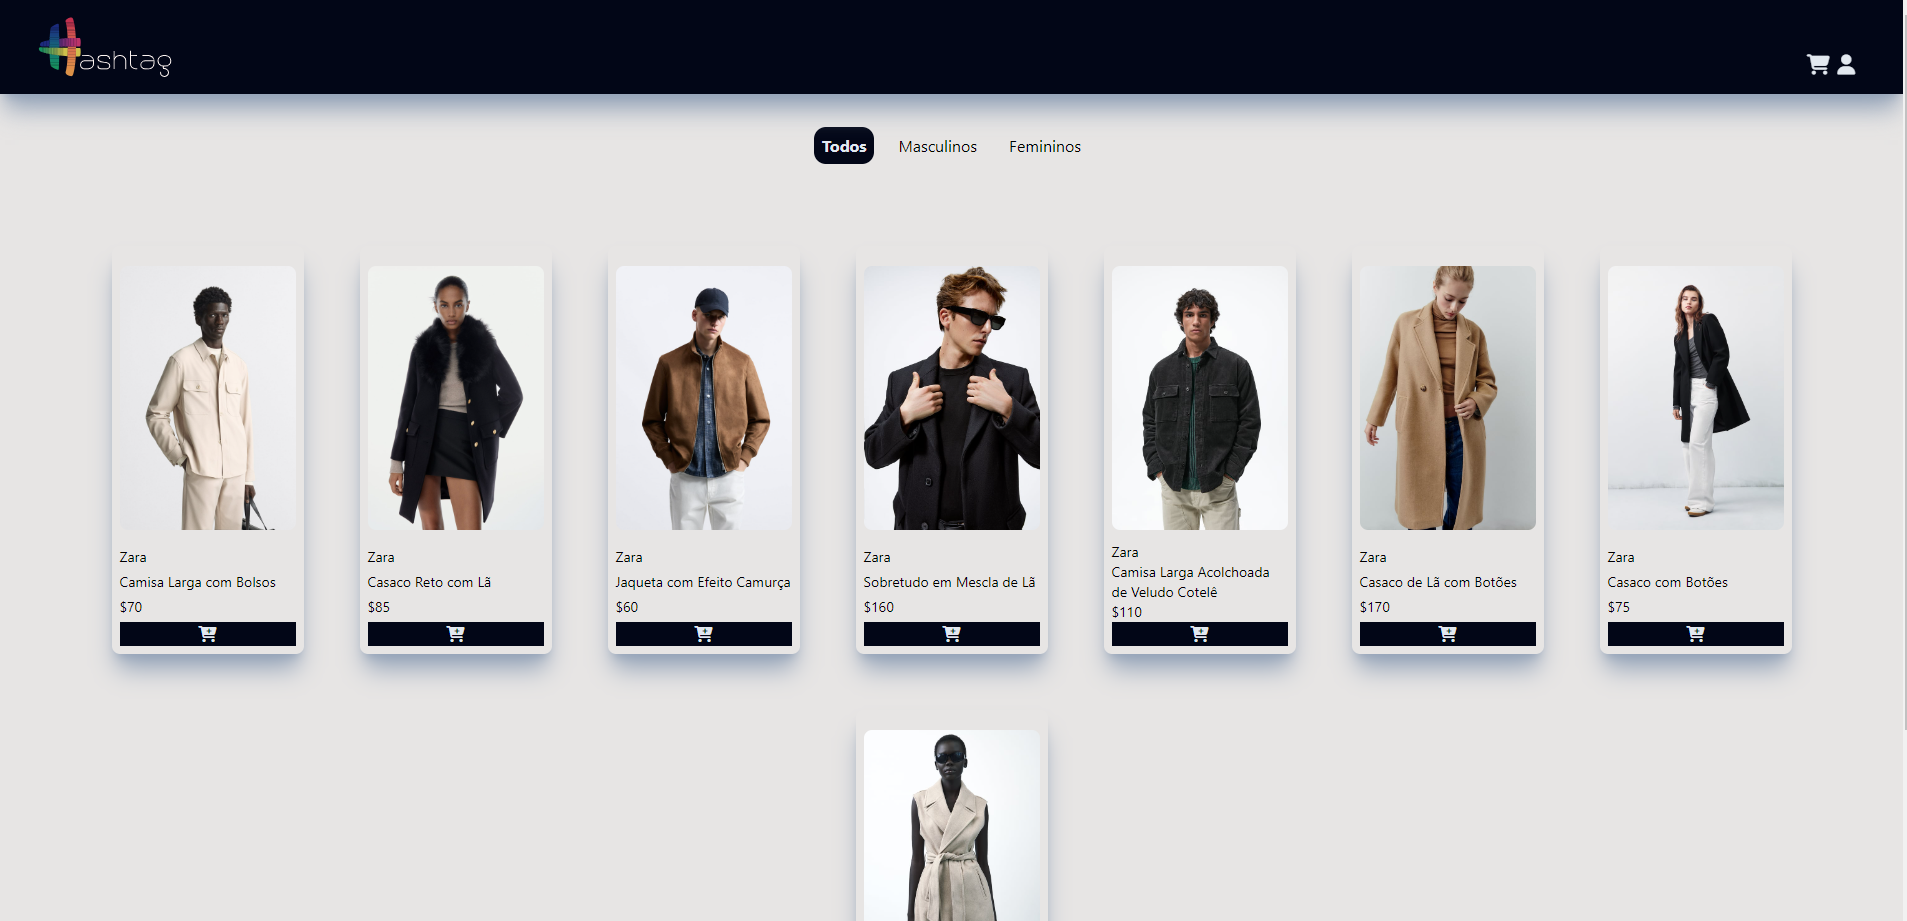 Hashtag
Todos
Masculinos
Femininos
Zara
Camisa Larga com Bolsos
$70
Zara
Casaco Reto com Lã
$85
Zara
Jaqueta com Efeito Camurça
$60
Zara
Sobretudo em Mescla de Lã
$160
Zara
Camisa Larga Acolchoada
de Veludo Cotelê
$110
Zara
Casaco de Lã com Botões
$170
Zara
Casaco com Botões
$75